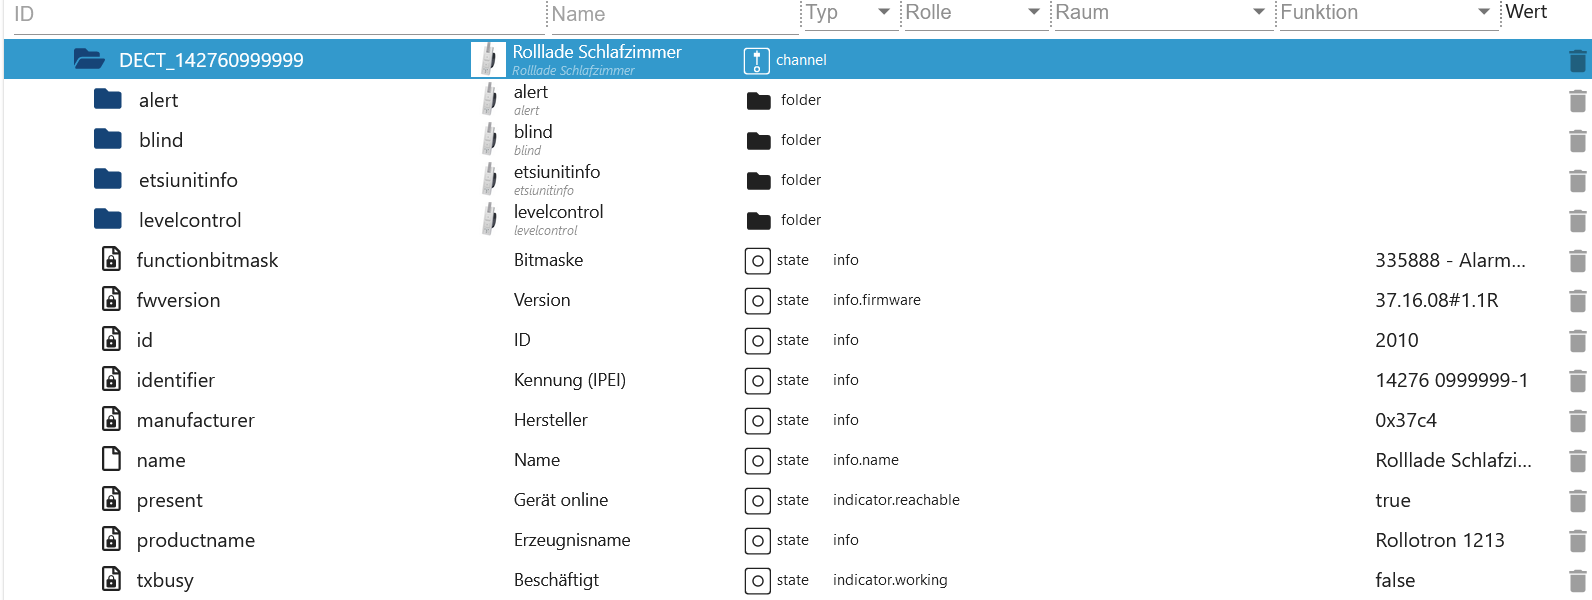 ID Name Typ Rolle Raum Funktion Wert
DECT_142760999999 Rolllade Schlafzimmer channel
Rolllade Schlafzimmer
alert alert folder
alert
blind blind folder
blind
etsiunitinfo etsiunitinfo folder
etsiunitinfo
levelcontrol levelcontrol folder
levelcontrol
functionbitmask Bitmaske state info 335888 - Alarm...
fwversion Version state info.firmware 37.16.08#1.1R
id ID state info 2010
identifier Kennung (IPEI) state info 14276 0999999-1
manufacturer Hersteller state info 0x37c4
name Name state info.name Rolllade Schlafzi...
present Gerät online state indicator.reachable true
productname Erzeugnisname state info Rollotron 1213
txbusy Beschäftigt state indicator.working false